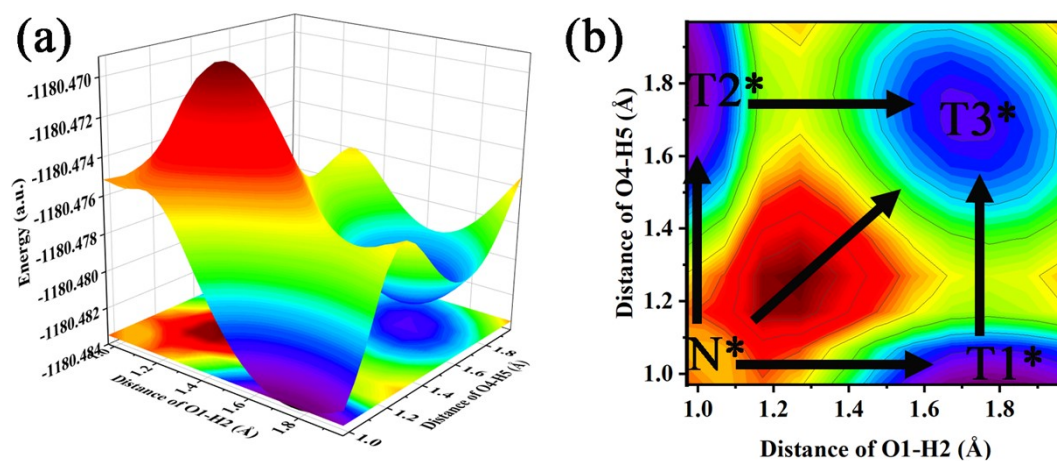 (a)
-1180.470
-1180.472
-1180.474
-1180.476
-1180.478
-1180.480
-1180.482
-1180.484
Energy (a.u.)
1.2
1.4
1.6
1.8
Distance of O1-H2 (Å)
1.0
1.2
1.4
1.6
1.8
Distance of O4-H5 (Å)
(b)
1.8
1.6
1.4
1.2
1.0
Distance of O4-H5 (Å)
T2*
T3*
N*
T1*
1.0
1.2
1.4
1.6
1.8
Distance of O1-H2 (Å)